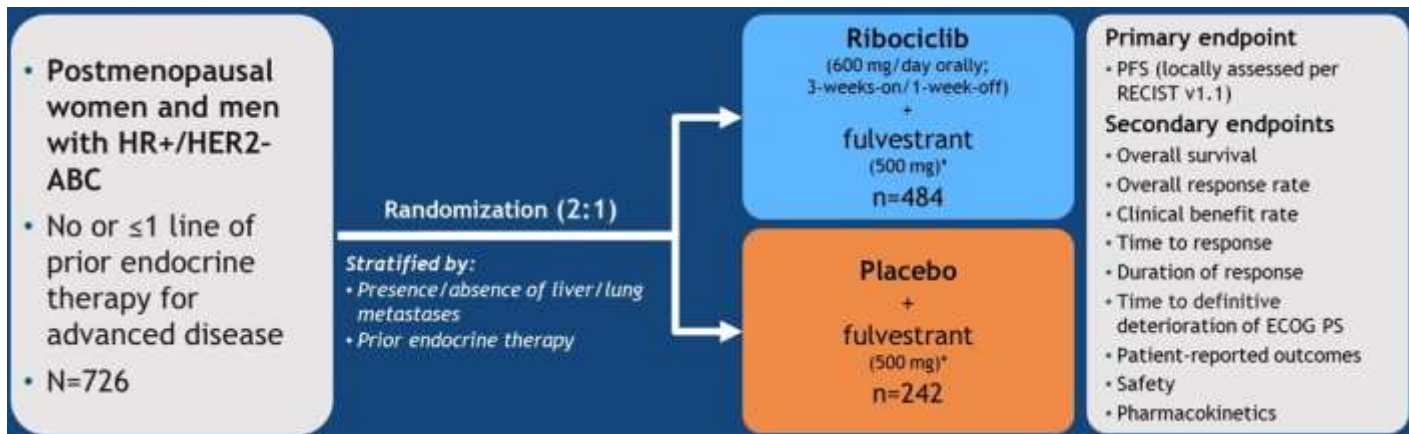 • Postmenopausal
women and men
with HR+/HER2-
ABC
• No or ≤1 line of
prior endocrine
therapy for
advanced disease
• N=726
Randomization (2:1)
Stratified by:
• Presence/absence of liver/lung
metastases
• Prior endocrine therapy
Ribociclib
(600 mg/day orally;
3-weeks-on/1-week-off)
+
fulvestrant
(500 mg)*
n=484
Placebo
+
fulvestrant
(500 mg)*
n=242
Primary endpoint
• PFS (locally assessed per
RECIST v1.1)
Secondary endpoints
• Overall survival
• Overall response rate
• Clinical benefit rate
• Time to response
• Duration of response
• Time to definitive
deterioration of ECOG PS
• Patient-reported outcomes
• Safety
• Pharmacokinetics